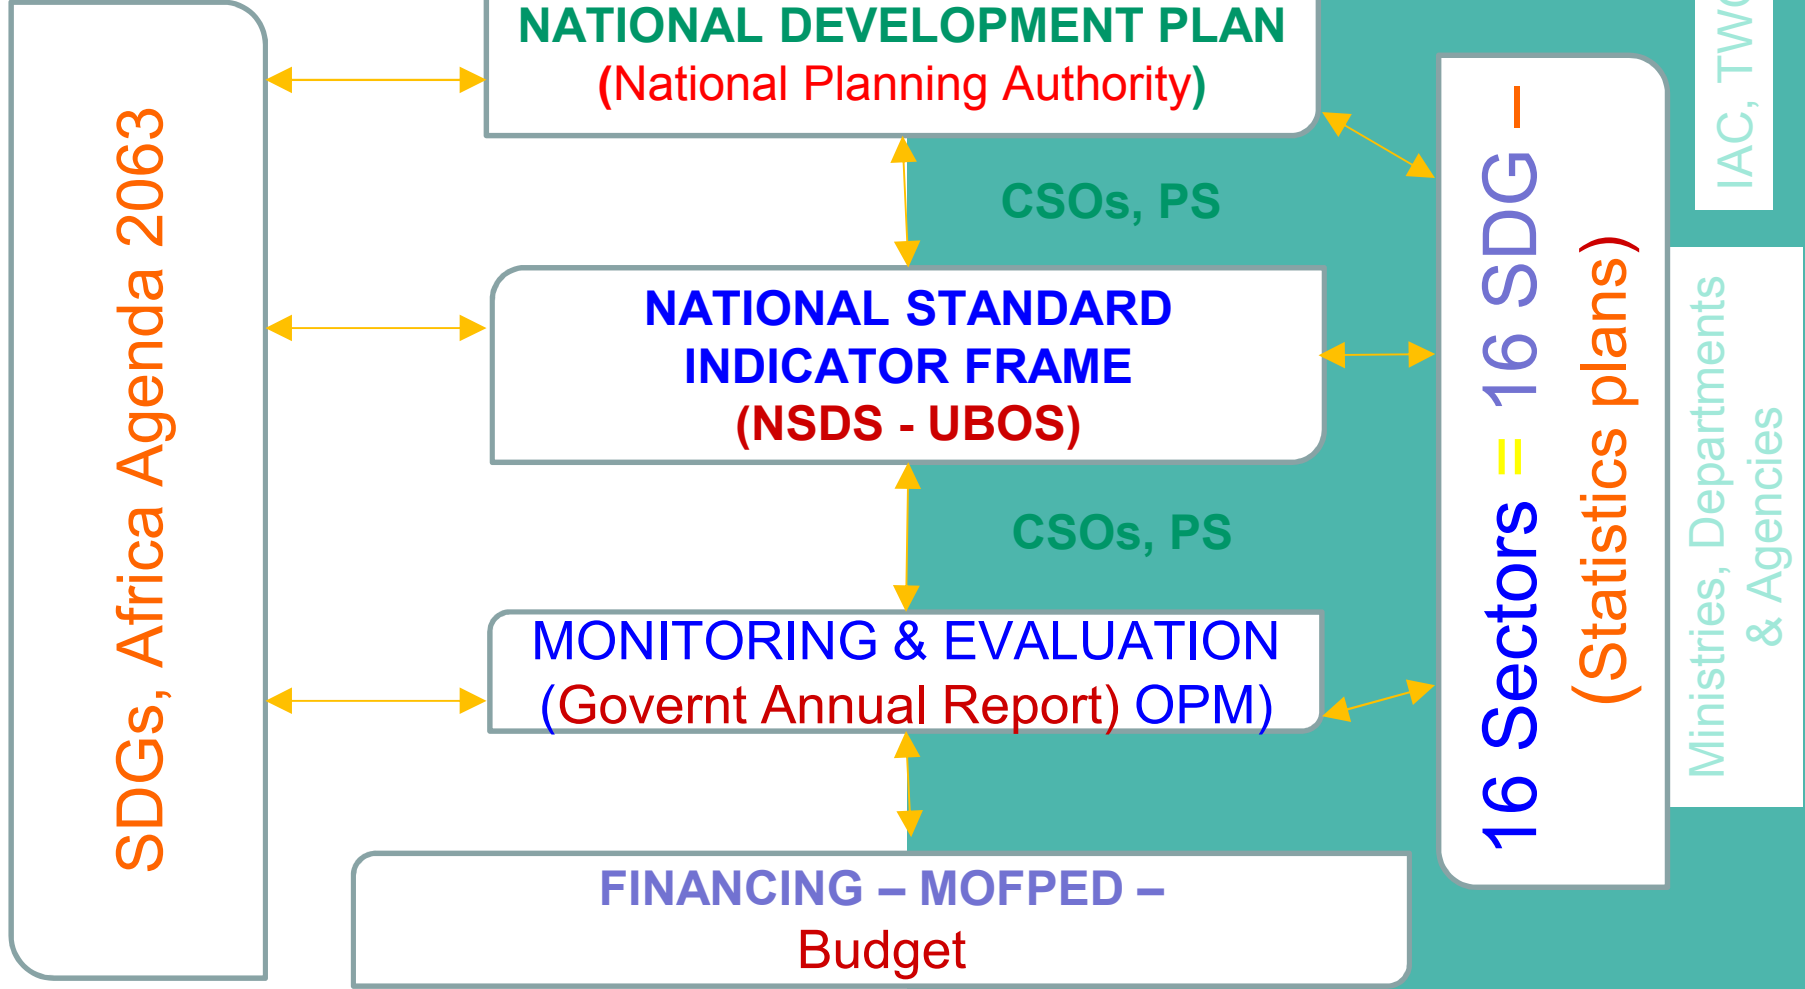 SDGs, Africa Agenda 2063
NATIONAL DEVELOPMENT PLAN
(National Planning Authority)
CSOs, PS
NATIONAL STANDARD
INDICATOR FRAME
(NSDS - UBOS)
CSOs, PS
MONITORING & EVALUATION
(Governt Annual Report) OPM)
FINANCING – MOFPED –
Budget
16 Sectors = 16 SDG –
(Statistics plans)
IAC,
Ministries, Departments
& Agencies